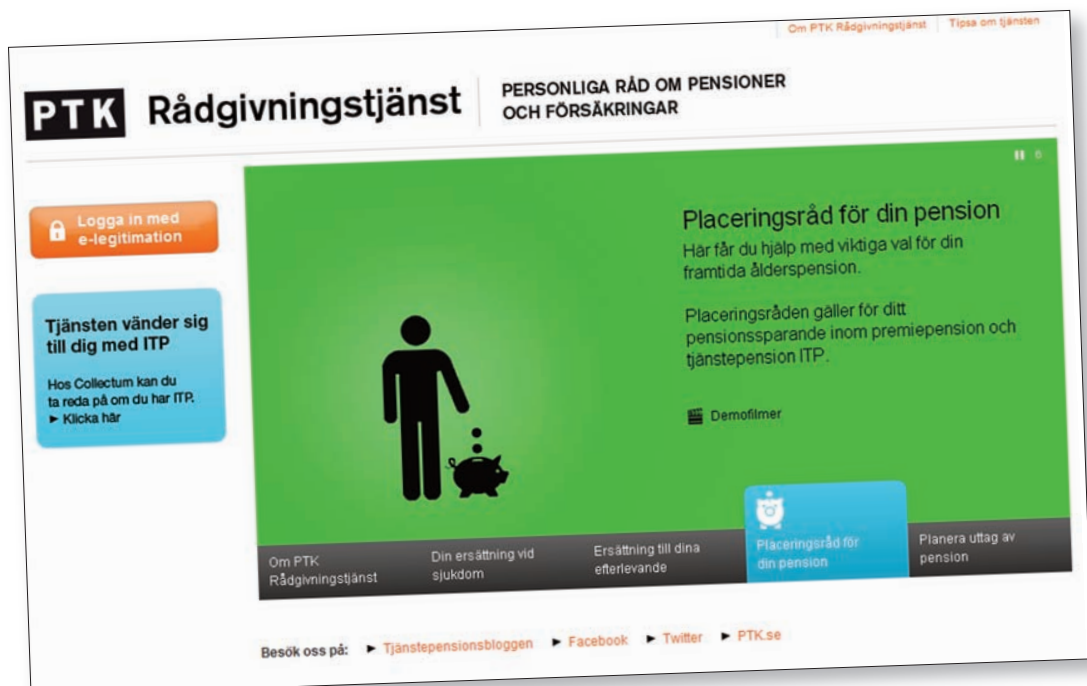 Om PTK Rådgivningstjänst
Tipsa om tjänsten
PTK Rådgivningstjänst
PERSONLIGA RÅD OM PENSIONER
OCH FÖRSÄKRINGAR
Logga in med
e-legitimation
Tjänsten vänder sig
till dig med ITP
Hos Collectum kan du
ta reda på om du har ITP.
► Klicka här
6
Placeringsråd för din pension
Här får du hjälp med viktiga val för din
framtida ålderspension.
Placeringsråden gäller för ditt
pensionssparande inom premiepension och
tjänstepension ITP.
Demofilmer
Om PTK
Rådgivningstjänst
Din ersättning vid
sjukdom
Ersättning till dina
efterlevande
Placeringsråd för
din pension
Planera uttag av
pension
Besök oss på: ► Tjänstepensionsbloggen ► Facebook ► Twitter ► PTK.se